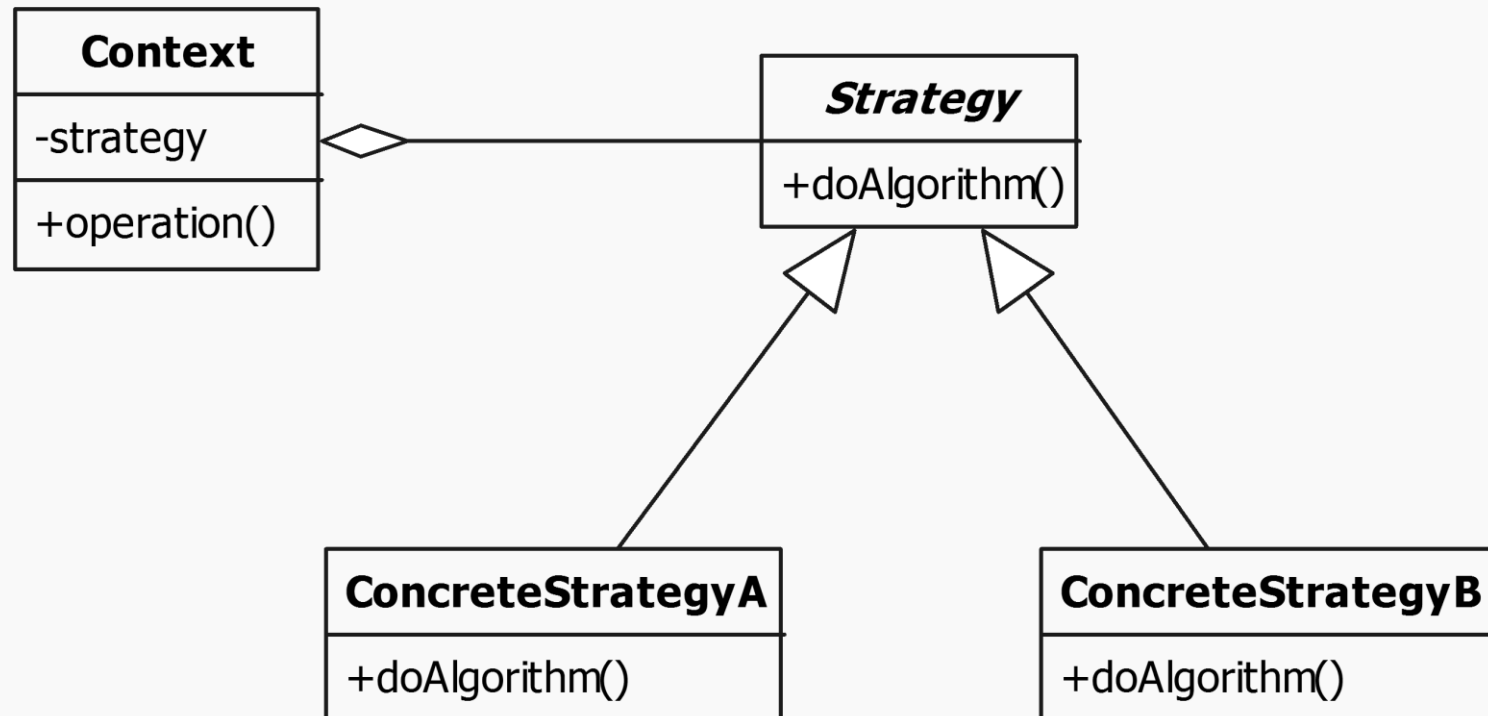 Context
-strategy
+operation()
Strategy
+doAlgorithm()
ConcreteStrategyA
+doAlgorithm()
ConcreteStrategyB
+doAlgorithm()